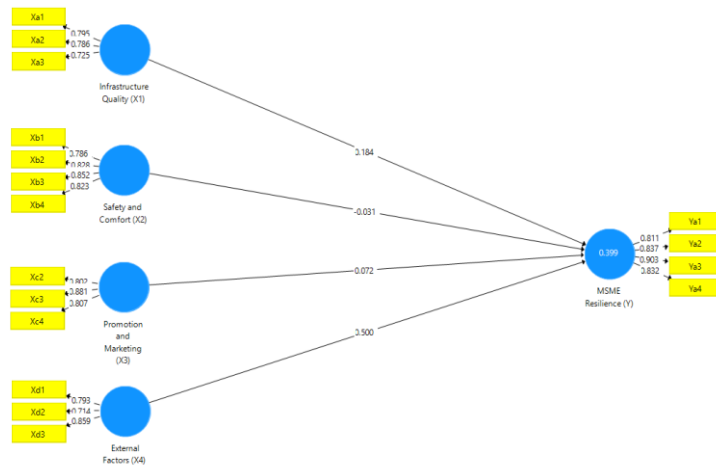 Xa1
0.795
Xa2
0.786
Xa3
0.725
Infrastructure
Quality (X1)
0.184
Xb1
0.786
Xb2
0.828
Xb3
0.852
Xb4
0.823
Safety and
Comfort (X2)
-0.031
Xc2
0.802
Xc3
0.881
Xc4
0.807
Promotion
and
Marketing
(X3)
0.072
Xd1
0.793
Xd2
0.714
Xd3
0.859
External
Factors (X4)
0.500
0.399
MSME
Resilience (Y)
0.811
Ya1
0.837
Ya2
0.903
Ya3
0.832
Ya4